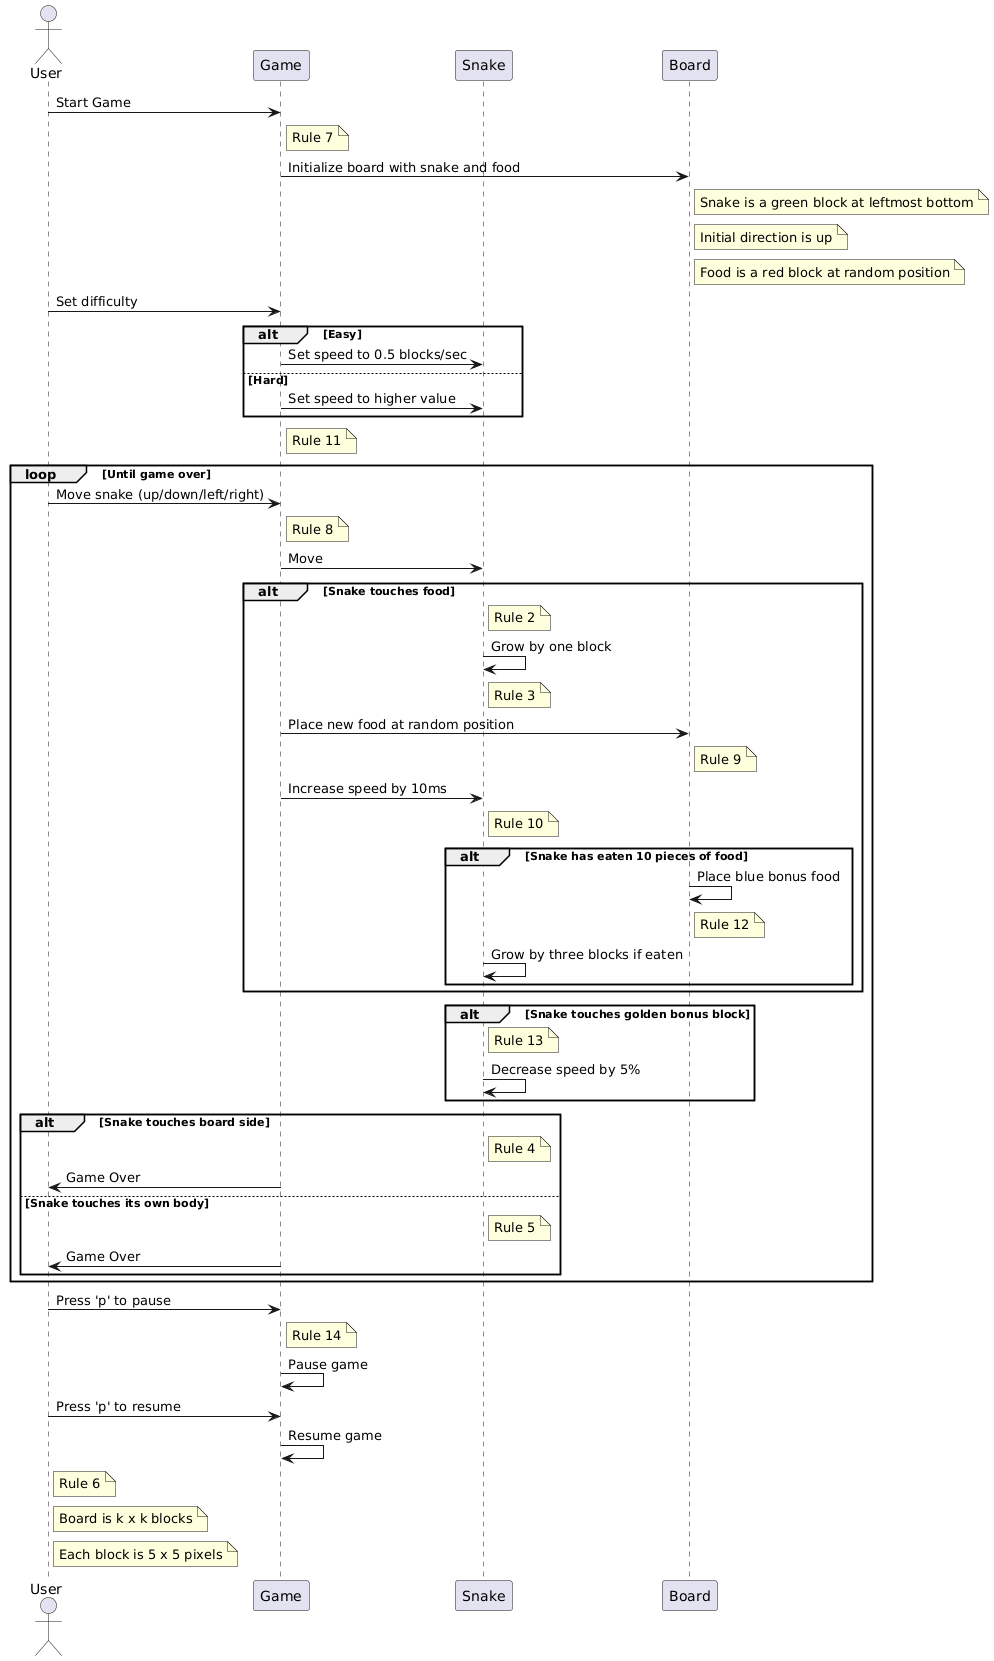 User
Game
Snake
Board
Start Game
Rule 7
Initialize board with snake and food
Snake is a green block at leftmost bottom
Initial direction is up
Food is a red block at random position
Set difficulty
alt [Easy]
Set speed to 0.5 blocks/sec
[Hard]
Set speed to higher value
Rule 11
loop [Until game over]
Move snake (up/down/left/right)
Rule 8
Move
alt [Snake touches food]
Rule 2
Grow by one block
Rule 3
Place new food at random position
Rule 9
Increase speed by 10ms
Rule 10
alt [Snake has eaten 10 pieces of food]
Place blue bonus food
Rule 12
Grow by three blocks if eaten
alt [Snake touches golden bonus block]
Rule 13
Decrease speed by 5%
alt [Snake touches board side]
Rule 4
Game Over
[Snake touches its own body]
Rule 5
Game Over
Press 'p' to pause
Rule 14
Pause game
Press 'p' to resume
Resume game
Rule 6
Board is k x k blocks
Each block is 5 x 5 pixels
User
Game
Snake
Board